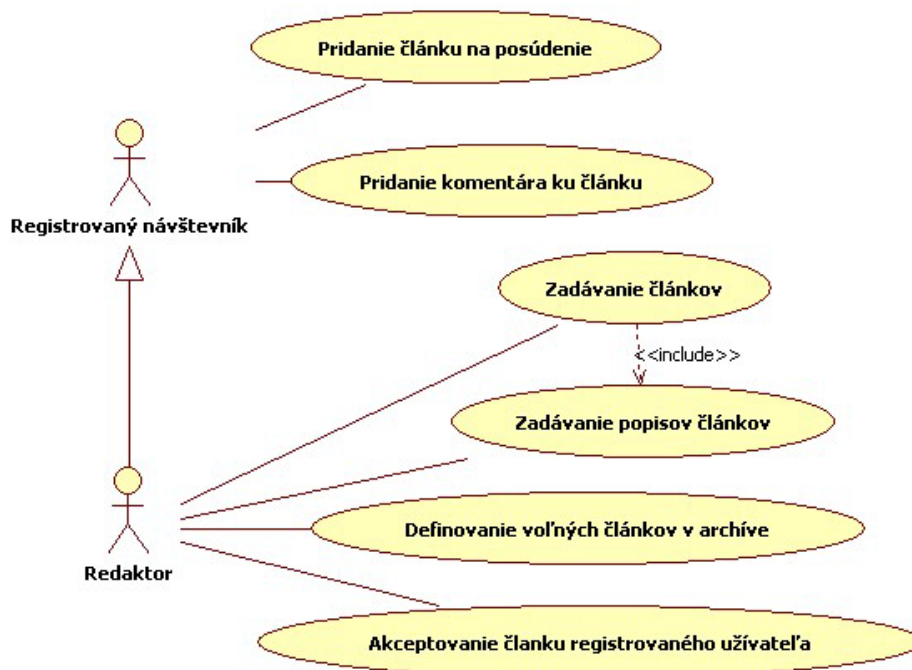 Pridanie článku na posúdenie
Pridanie komentára ku článku
Registrovaný návštevník
Zadávanie článkov
<<include>>
Zadávanie popisov článkov
Definovanie voľných článkov v archíve
Redaktor
Akceptovanie članku registrovaného užívateľa